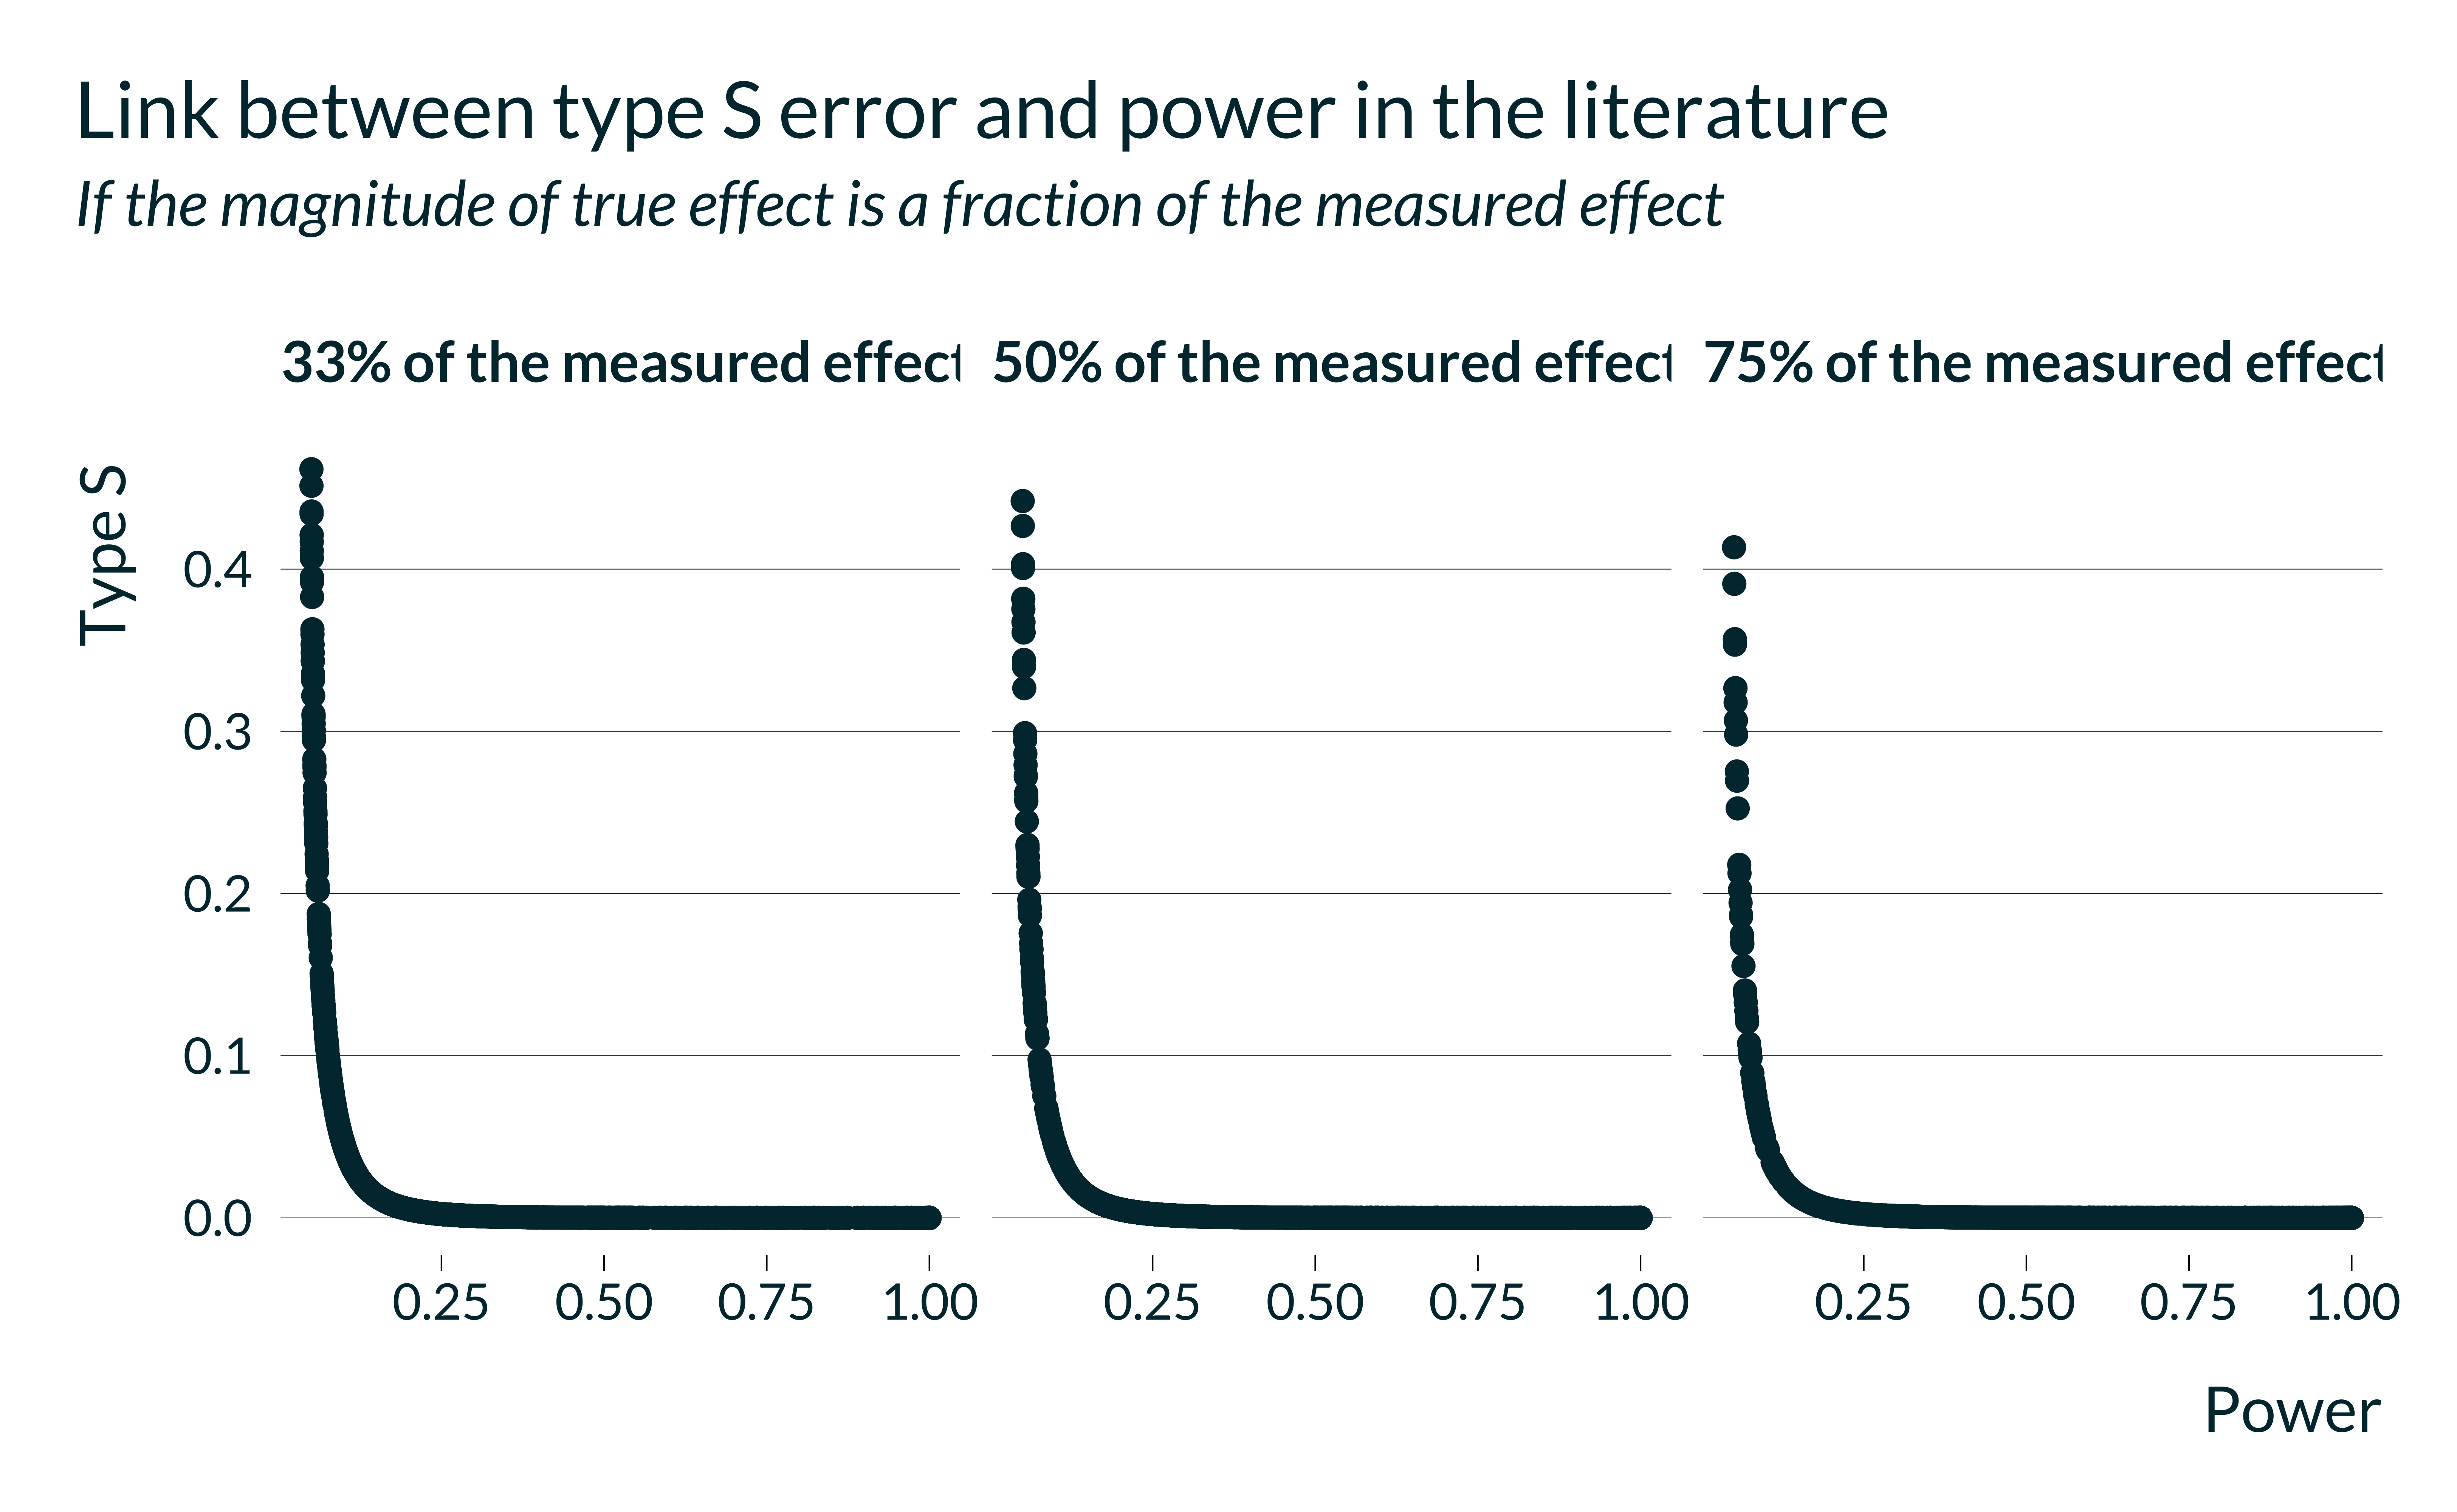 Link between type S error and power in the literature
If the magnitude of true effect is a fraction of the measured effect
33% of the measured effect 50% of the measured effect 75% of the measured effect
Type S
0.4
0.3
0.2
0.1
0.0
0.25 0.50 0.75 1.00 0.25 0.50 0.75 1.00 0.25 0.50 0.75 1.00
Power